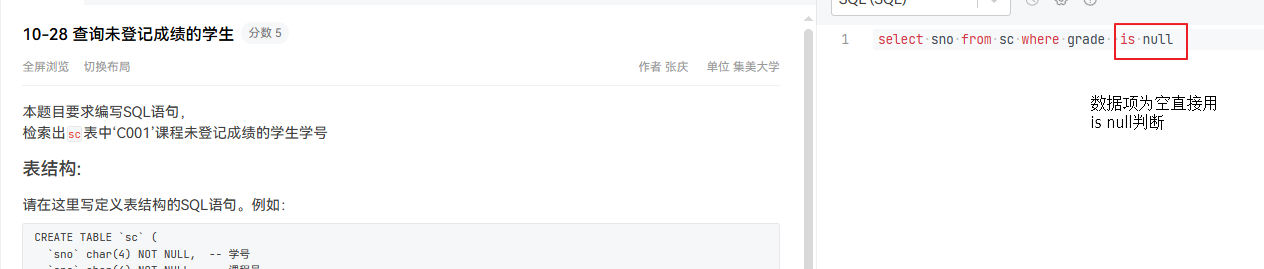 SQL (SQL)
10-28 查询未登记成绩的学生 分数 5
全屏浏览 切换布局 作者 张庆 单位 集美大学
本题目要求编写SQL语句，
检索出sc表中‘C001’课程未登记成绩的学生学号
表结构:
请在这里写定义表结构的SQL语句。例如：
CREATE TABLE `sc` (
`sno` char(4) NOT NULL, -- 学号
1 select sno from sc where grade is null
数据项为空直接用
is null判断